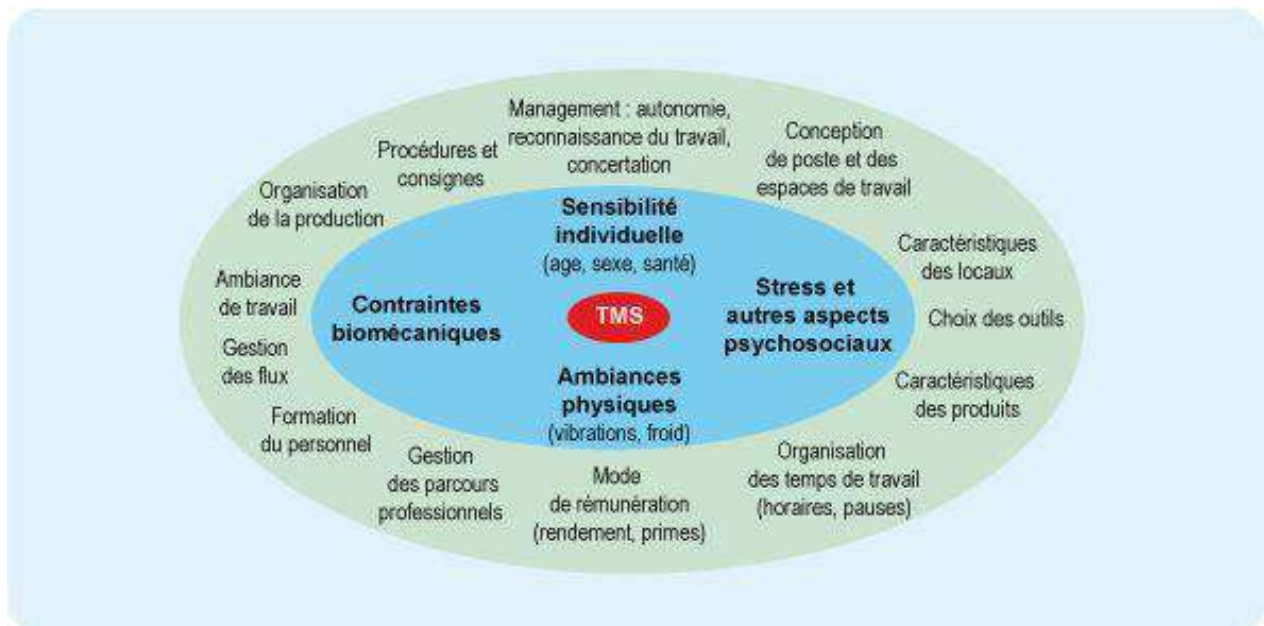 Management : autonomie,
reconnaissance du travail,
concertation
Conception
de poste et des
espaces de travail
Procédures et
consignes
Organisation
de la production
Sensibilité
individuelle
(age, sexe, santé)
Caractéristiques
des locaux
Ambiance
de travail
Contraintes
biomécaniques
TMS
Stress et
autres aspects
psychosociaux
Choix des outils
Gestion
des flux
Ambiances
physiques
(vibrations, froid)
Caractéristiques
des produits
Formation
du personnel
Gestion
des parcours
professionnels
Mode
de rémunération
(rendement, primes)
Organisation
des temps de travail
(horaires, pauses)